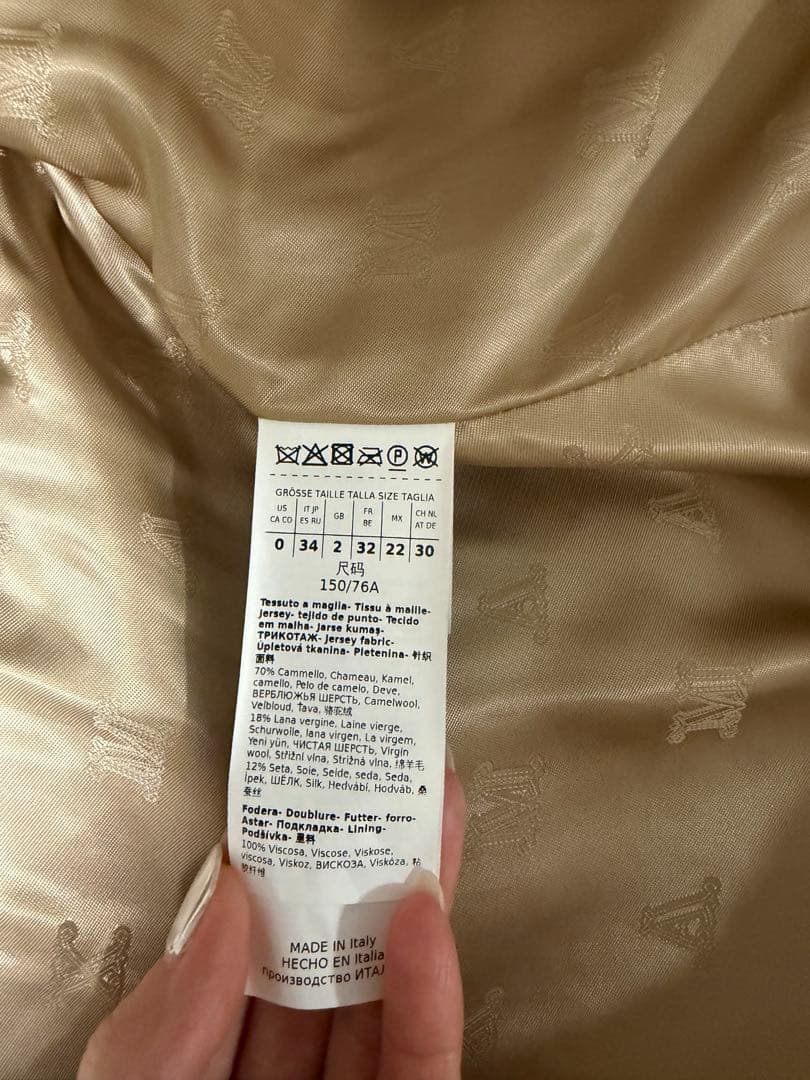 P
W
GRÖSSE TAILLE TALLA SIZE TAGLIA
US CA CO | IT JP ES RU | GB | FR BE | MX | CH NL AT DE
0 | 34 | 2 | 32 | 22 | 30
尺码
150/76A
Tessuto a maglia- Tissu à maille-
Jersey- tejido de punto- Tecido
em malha- Jarse kumaş-
ТРИКОТАЖ- Jersey fabric-
Úpletová tkanina- Pletenina- 针织
面料
70% Cammello, Chameau, Kamel,
camello, Pelo de camelo, Deve,
ВЕРБЛЮЖЬЯ ШЕРСТЬ, Camelwool,
Velbloud, Ťava, 骆驼绒
18% Lana vergine, Laine vierge,
Schurwolle, lana virgen, La virgem,
Yeni yün, ЧИСТАЯ ШЕРСТЬ, Virgin
wool, Střižní vlna, Strižná vlna, 绵羊毛
12% Seta, Soie, Seide, seda, Seda,
İpek, ШЁЛК, Silk, Hedvábí, Hodváb, 桑
蚕丝
Fodera- Doublure- Futter- forro-
Astar- Подкладка- Lining-
Podšívka- 里料
100% Viscosa, Viscose, Viskose,
viscosa, Viskoz, ВИСКОЗА, Viskóza, 粘
胶纤维
MADE IN Italy
HECHO EN Italia
производство ИТАЛ